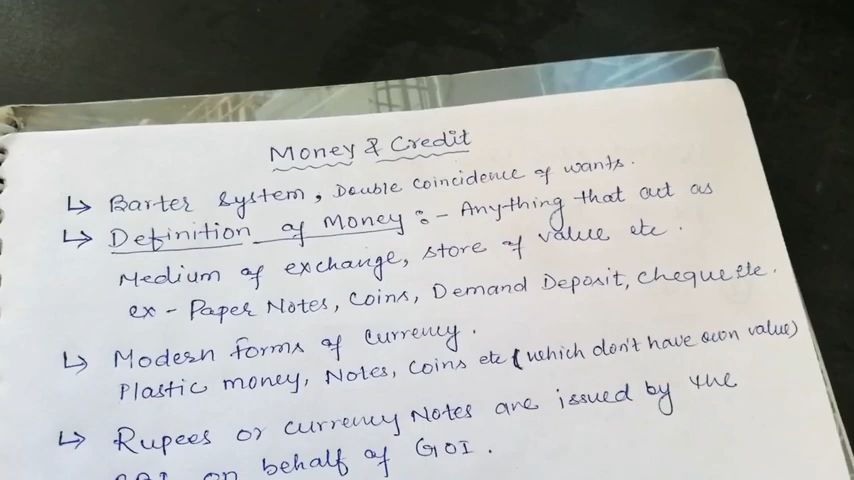 Money & Credit
↳ Barter System, Double Coincidence of wants.
↳ Definition of Money :- Anything that act as
Medium of exchange, store of value etc.
ex - Paper Notes, Coins, Demand Deposit, cheque etc.
↳ Modern forms of currency.
Plastic money, Notes, Coins etc (which don't have own value)
↳ Rupees or currency Notes are issued by the
RBI on behalf of GOI.